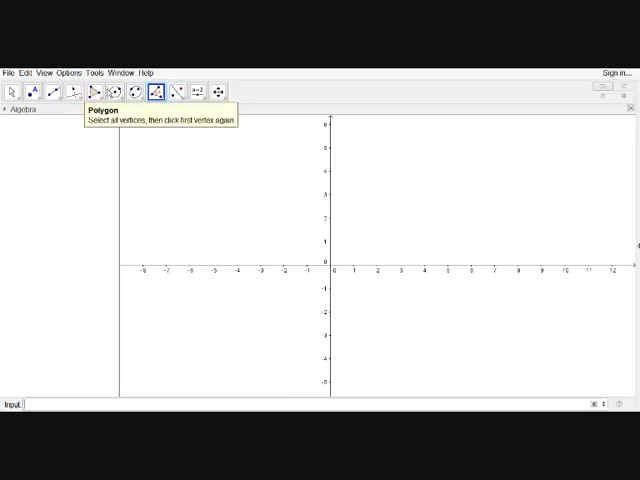 File Edit View Options Tools Window Help
Sign in...
A
a=2
Polygon
Select all vertices, then click first vertex again
Algebra
6
5
4
3
2
1
0
-8 -7 -6 -5 -4 -3 -2 -1 0 1 2 3 4 5 6 7 8 9 10 11 12
-1
-2
-3
-4
-5
Input: